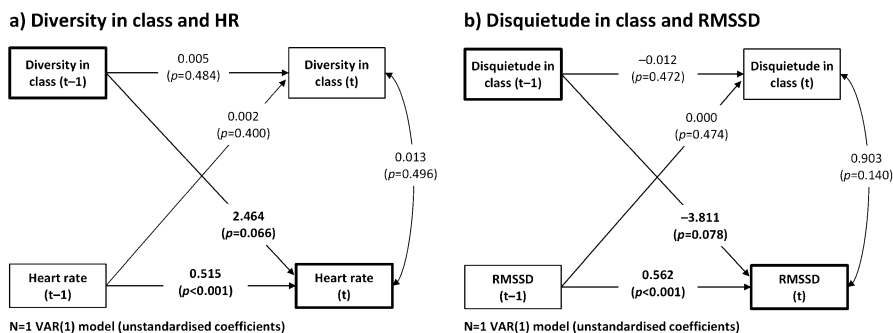 a) Diversity in class and HR
Diversity in
class (t–1)
0.005
(p=0.484)
Diversity in
class (t)
0.002
(p=0.400)
0.013
(p=0.496)
2.464
(p=0.066)
Heart rate
(t–1)
0.515
(p<0.001)
Heart rate
(t)
N=1 VAR(1) model (unstandardised coefficients)
b) Disquietude in class and RMSSD
Disquietude in
class (t–1)
–0.012
(p=0.472)
Disquietude in
class (t)
0.000
(p=0.474)
0.903
(p=0.140)
–3.811
(p=0.078)
RMSSD
(t–1)
0.562
(p<0.001)
RMSSD
(t)
N=1 VAR(1) model (unstandardised coefficients)